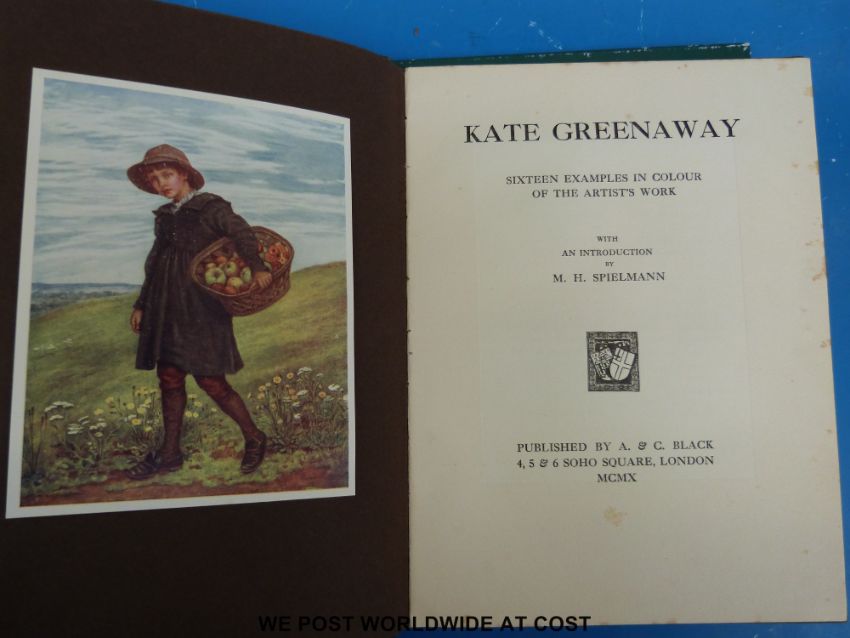 KATE GREENAWAY
SIXTEEN EXAMPLES IN COLOUR
OF THE ARTIST'S WORK
WITH
AN INTRODUCTION
BY
M. H. SPIELMANN
PUBLISHED BY A. & C. BLACK
4, 5 & 6 SOHO SQUARE, LONDON
MCMX
WE POST WORLDWIDE AT COST